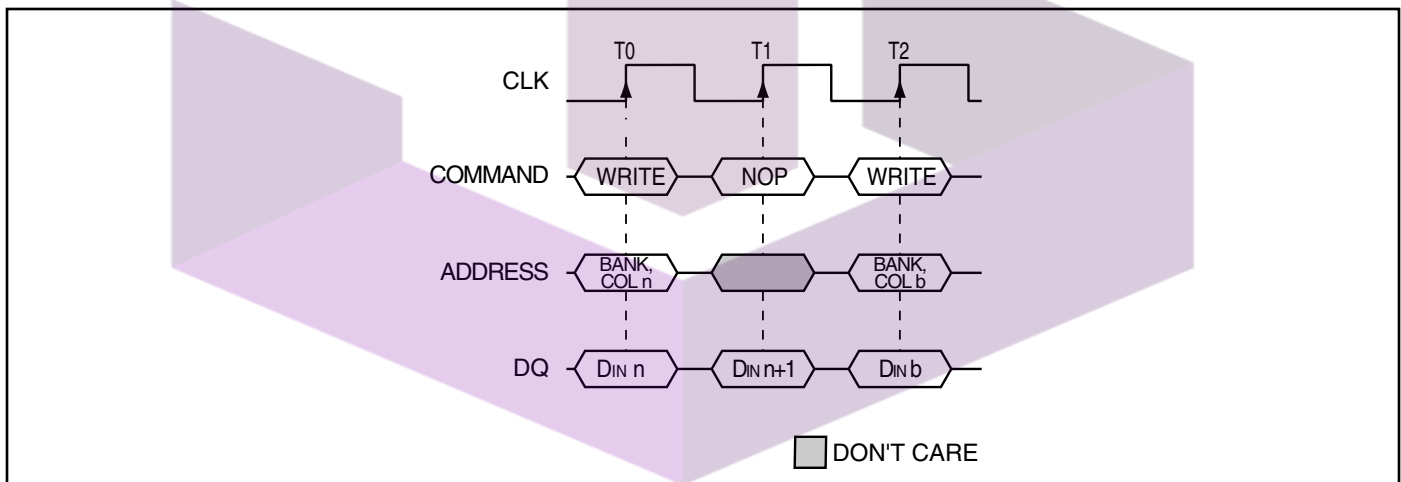 T0 T1 T2
CLK
COMMAND WRITE NOP WRITE
ADDRESS BANK, COL n BANK, COL b
DQ DIN n DIN n+1 DIN b
DON'T CARE